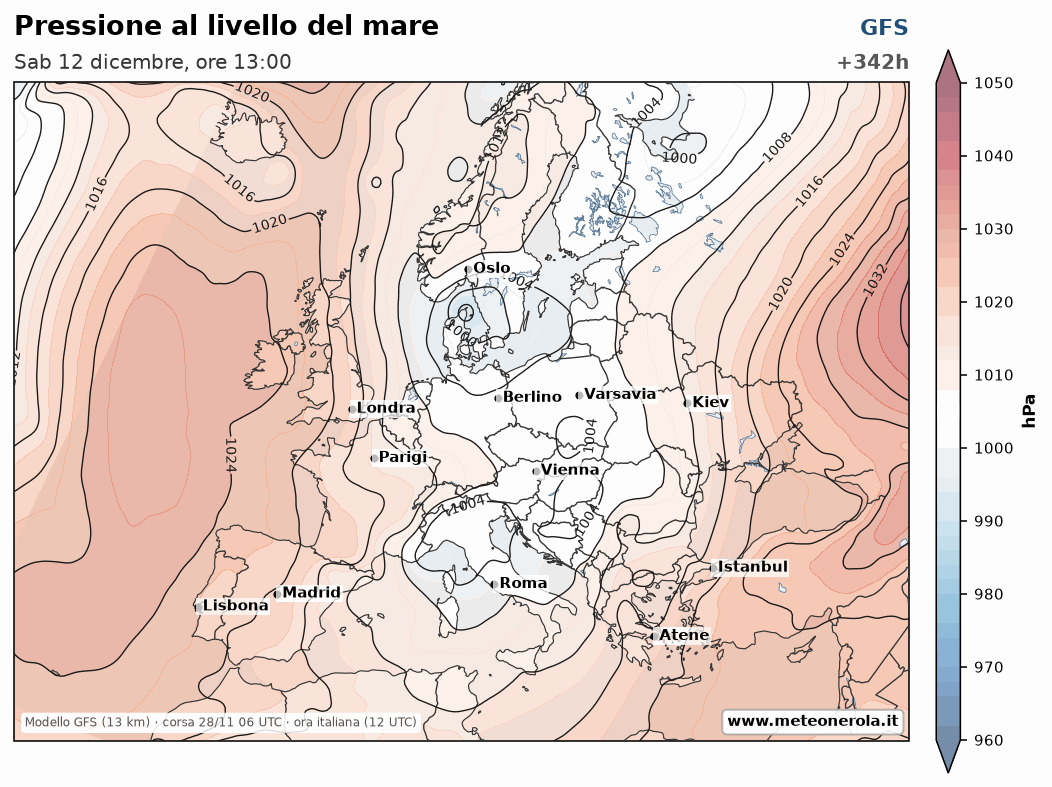 Pressione al livello del mare
GFS
Sab 12 dicembre, ore 13:00
+342h
1020
1004
1012
1000
1008
1016
1016
1016
1020
1024
Oslo
1032
1020
1050
1040
1030
1020
1010
1000
990
980
970
960
hPa
Londra
Berlino
Varsavia
Kiev
1024
1004
Parigi
Vienna
1004
1004
Istanbul
Roma
Madrid
Lisbona
Atene
Modello GFS (13 km) · corsa 28/11 06 UTC · ora italiana (12 UTC)
www.meteonerola.it